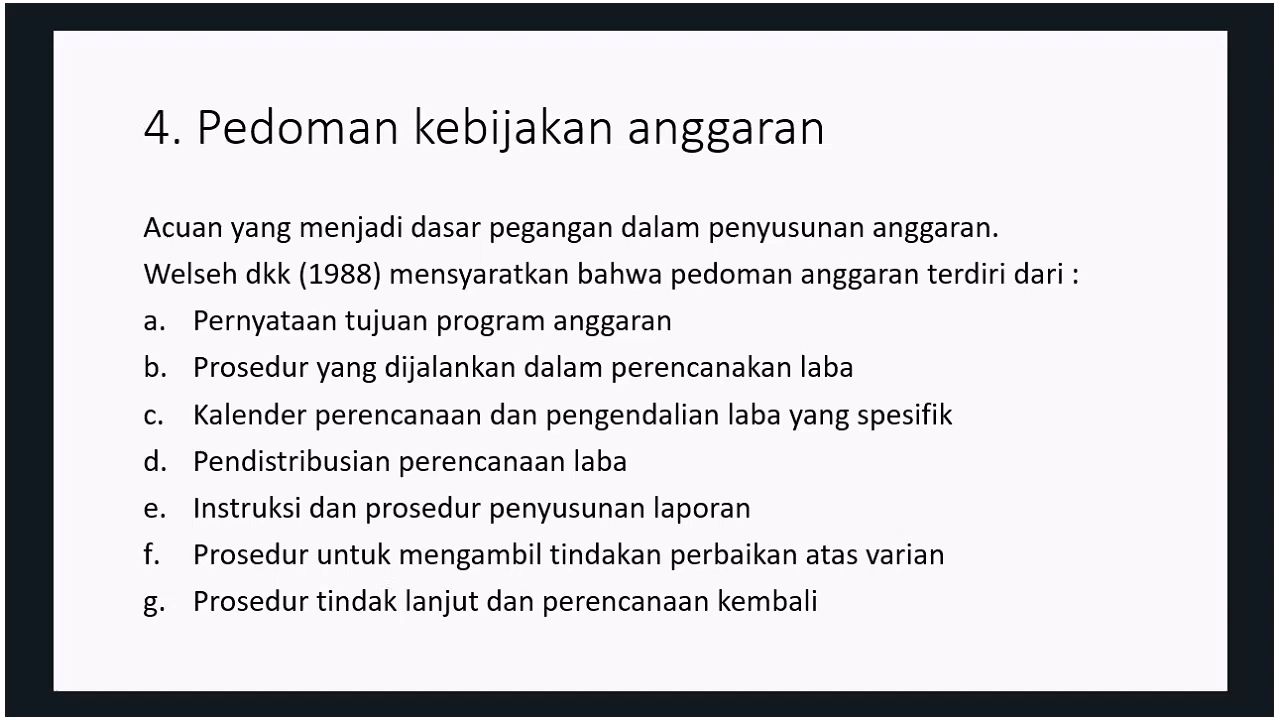 4. Pedoman kebijakan anggaran
Acuan yang menjadi dasar pegangan dalam penyusunan anggaran.
Welseh dkk (1988) mensyaratkan bahwa pedoman anggaran terdiri dari :
a. Pernyataan tujuan program anggaran
b. Prosedur yang dijalankan dalam perencanakan laba
c. Kalender perencanaan dan pengendalian laba yang spesifik
d. Pendistribusian perencanaan laba
e. Instruksi dan prosedur penyusunan laporan
f. Prosedur untuk mengambil tindakan perbaikan atas varian
g. Prosedur tindak lanjut dan perencanaan kembali